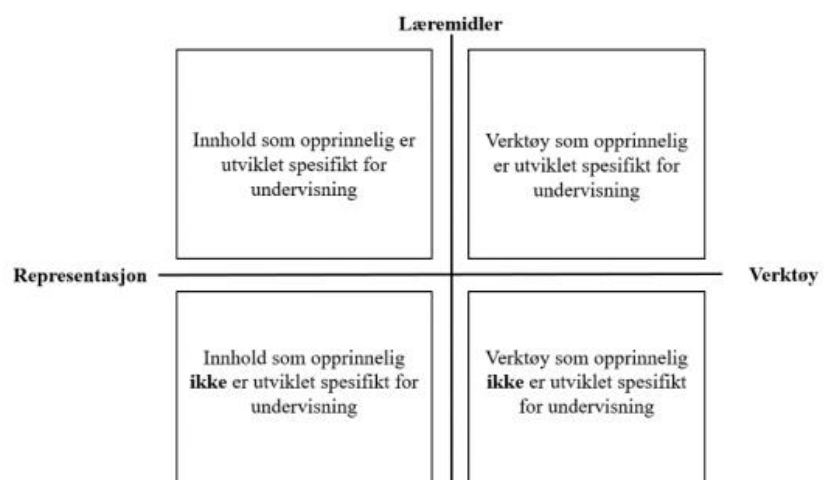 Læremidler
Innhold som opprinnelig er
utviklet spesifikt for
undervisning
Verktøy som opprinnelig
er utviklet spesifikt for
undervisning
Representasjon
Verktøy
Innhold som opprinnelig
ikke er utviklet spesifikt for
undervisning
Verktøy som opprinnelig
ikke er utviklet spesifikt
for undervisning